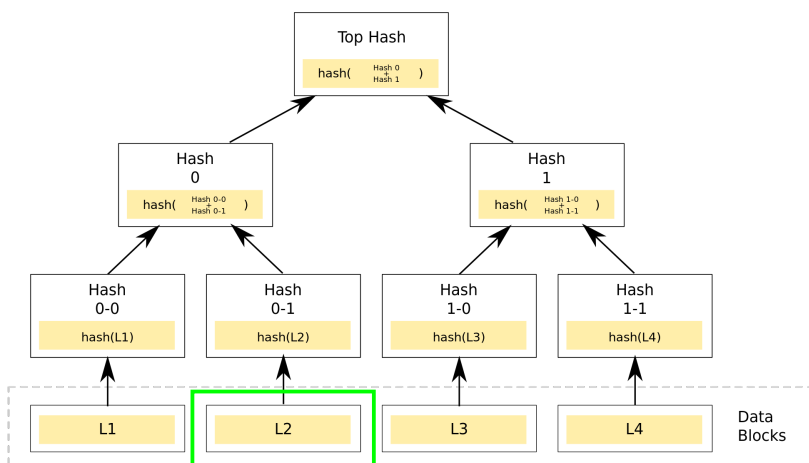 Top Hash
hash( Hash 0 + Hash 1 )
Hash
0
hash( Hash 0-0 + Hash 0-1 )
Hash
1
hash( Hash 1-0 + Hash 1-1 )
Hash
0-0
hash(L1)
Hash
0-1
hash(L2)
Hash
1-0
hash(L3)
Hash
1-1
hash(L4)
L1
L2
L3
L4
Data
Blocks